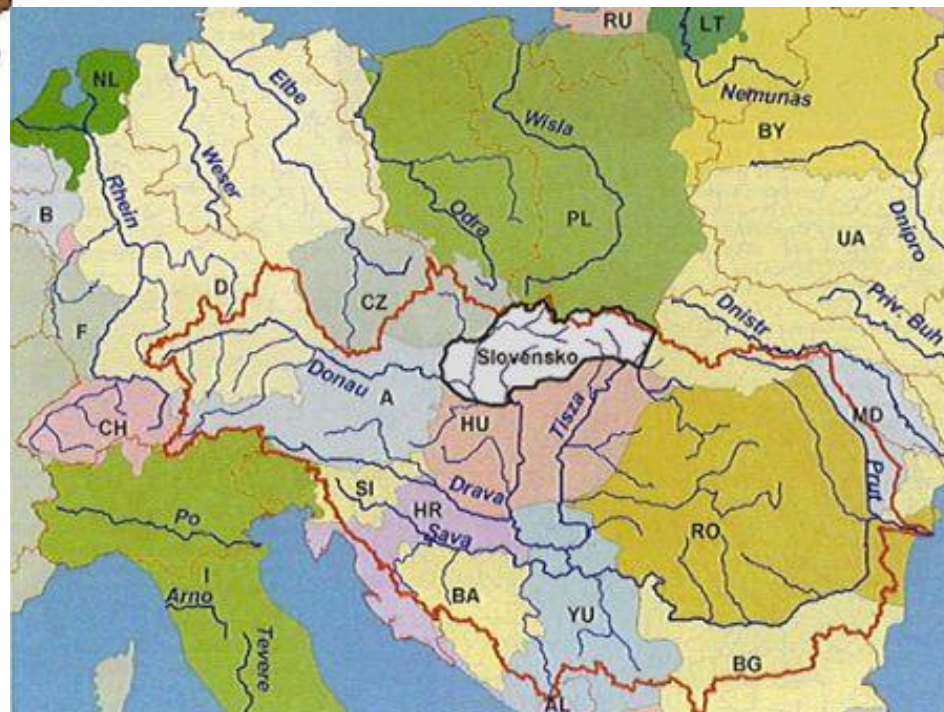 RU
LT
NL
Elbe
Nemunas
Wisla
BY
Weser
Rhein
B
Odra
PL
Dnipro
UA
D
CZ
Priv. Buh
Dnistr
F
Slovensko
Donau
A
MD
CH
HU
Tisza
Prut
Drava
SI
HR
Po
Sava
RO
I
Arno
BA
YU
Tevere
BG
AL